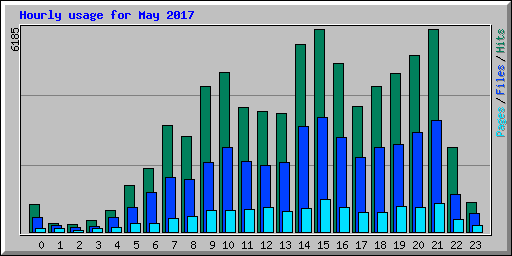 Hourly usage for May 2017
6185
Pages/Files/Hits
0 1 2 3 4 5 6 7 8 9 10 11 12 13 14 15 16 17 18 19 20 21 22 23